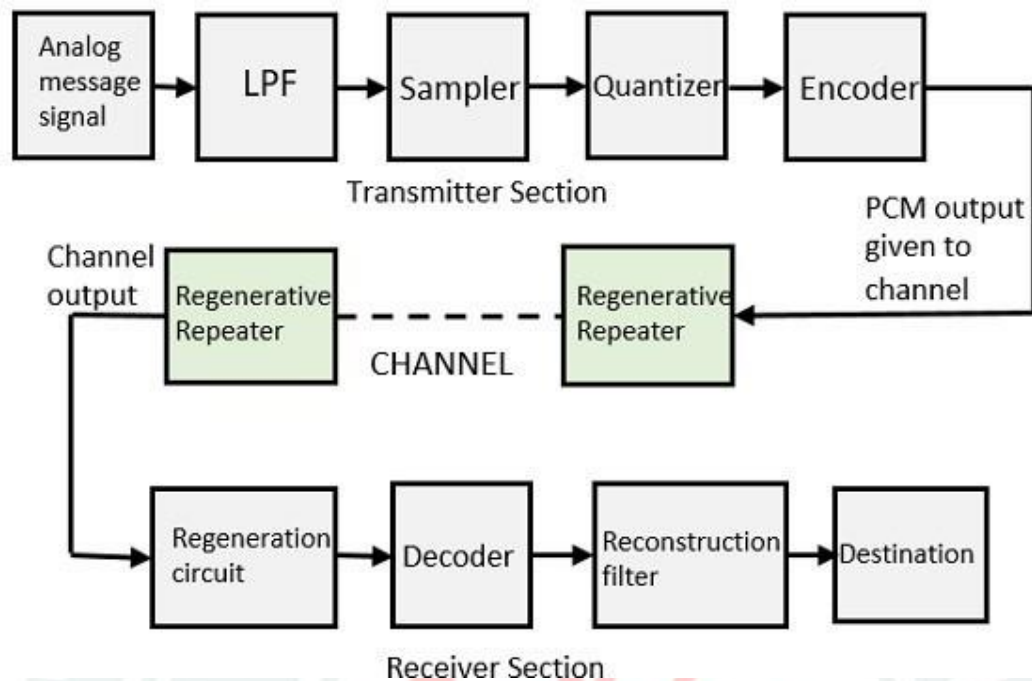 Analog
message
signal
LPF
Sampler
Quantizer
Encoder
Transmitter Section
PCM output
given to
channel
Channel
output
Regenerative
Repeater
CHANNEL
Regenerative
Repeater
Regeneration
circuit
Decoder
Reconstruction
filter
Destination
Receiver Section